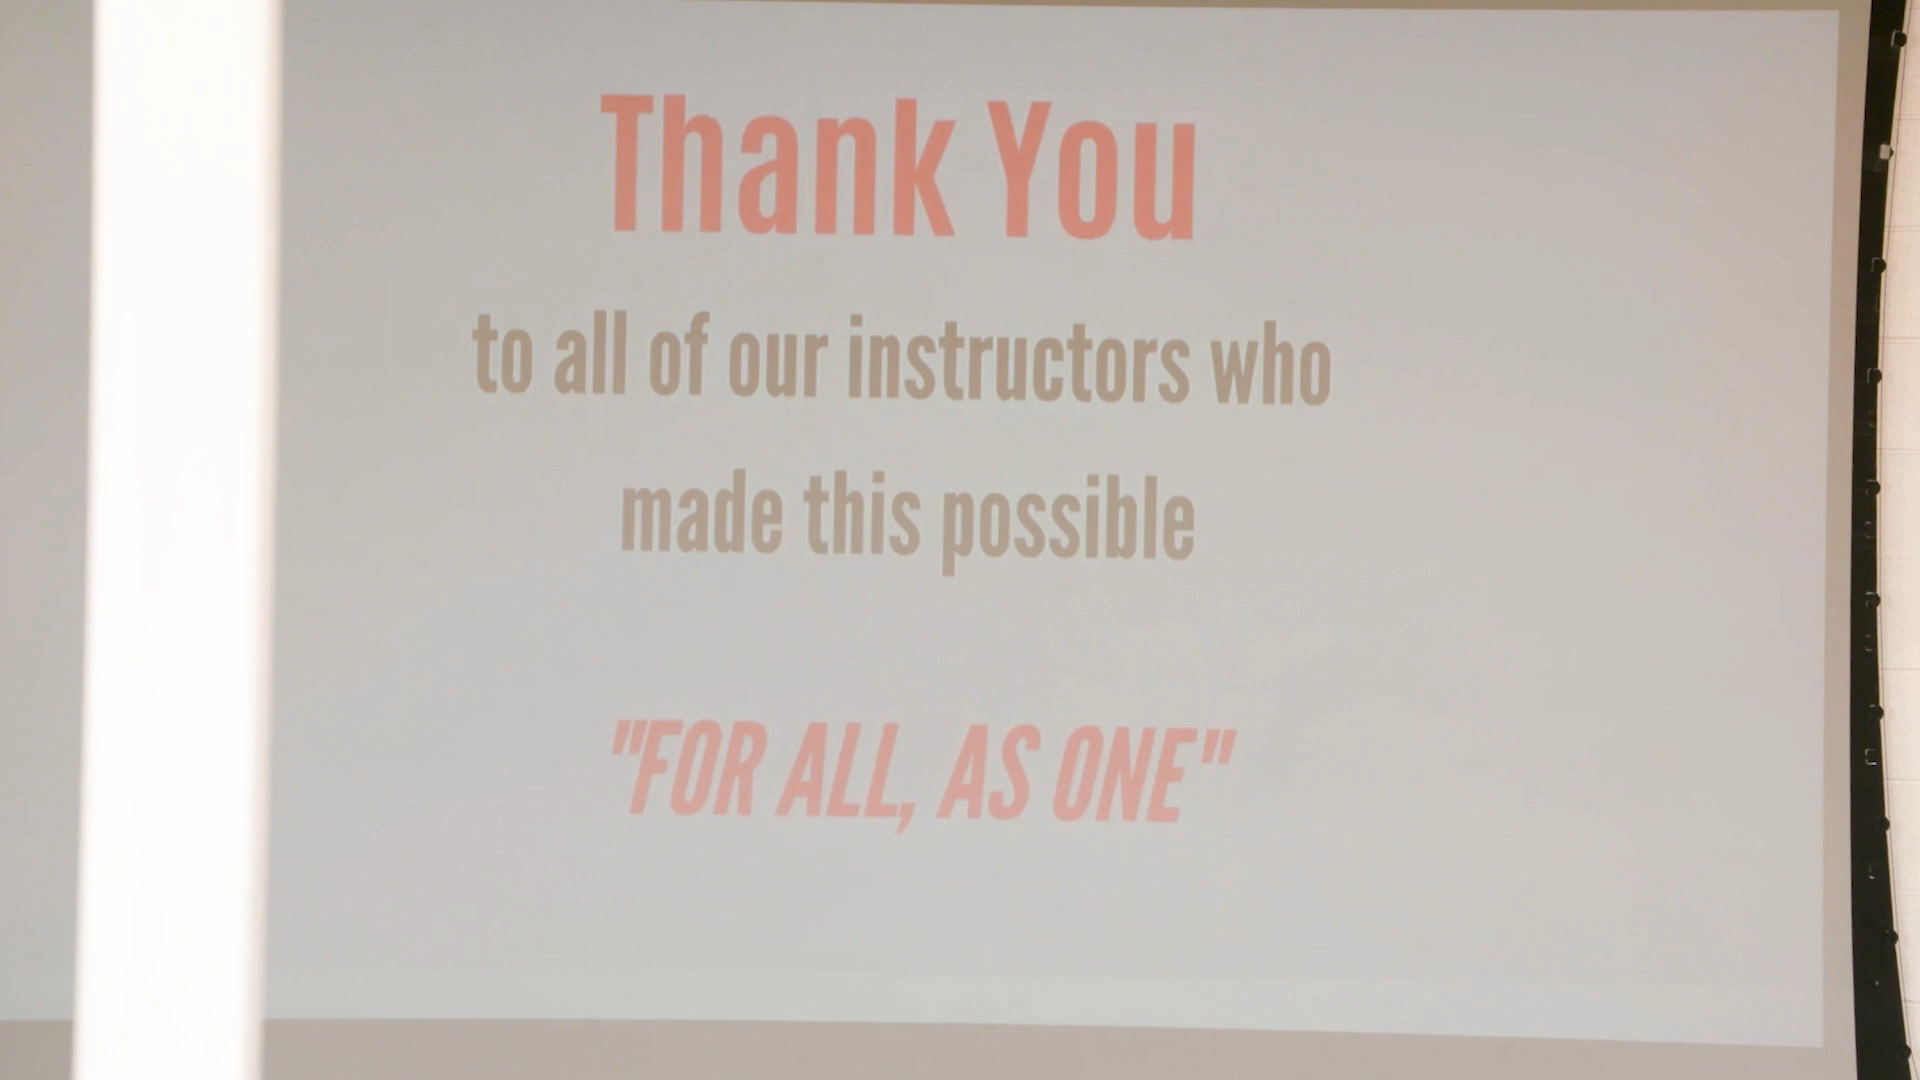 Thank You
to all of our instructors who
made this possible
"FOR ALL, AS ONE"